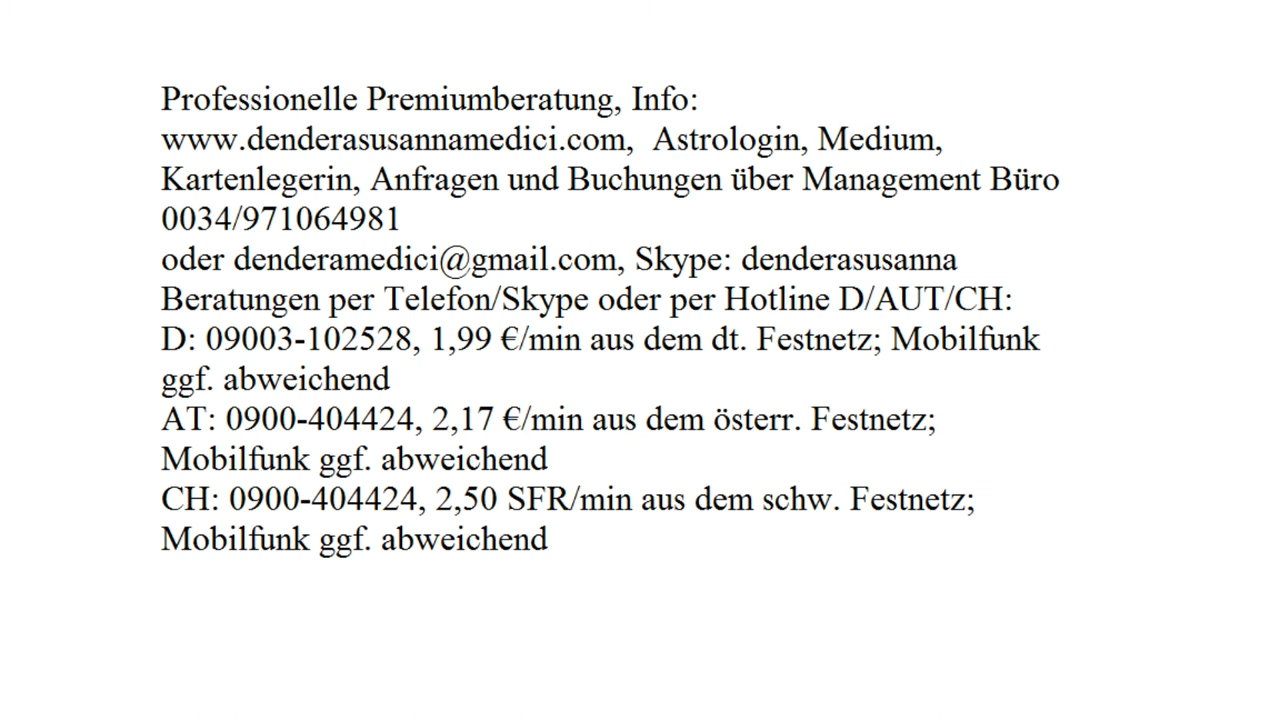 Professionelle Premiumberatung, Info:
www.denderasusannamedici.com,  Astrologin, Medium,
Kartenlegerin, Anfragen und Buchungen über Management Büro
0034/971064981
oder denderamedici@gmail.com, Skype: denderasusanna
Beratungen per Telefon/Skype oder per Hotline D/AUT/CH:
D: 09003-102528, 1,99 €/min aus dem dt. Festnetz; Mobilfunk
ggf. abweichend
AT: 0900-404424, 2,17 €/min aus dem österr. Festnetz;
Mobilfunk ggf. abweichend
CH: 0900-404424, 2,50 SFR/min aus dem schw. Festnetz;
Mobilfunk ggf. abweichend